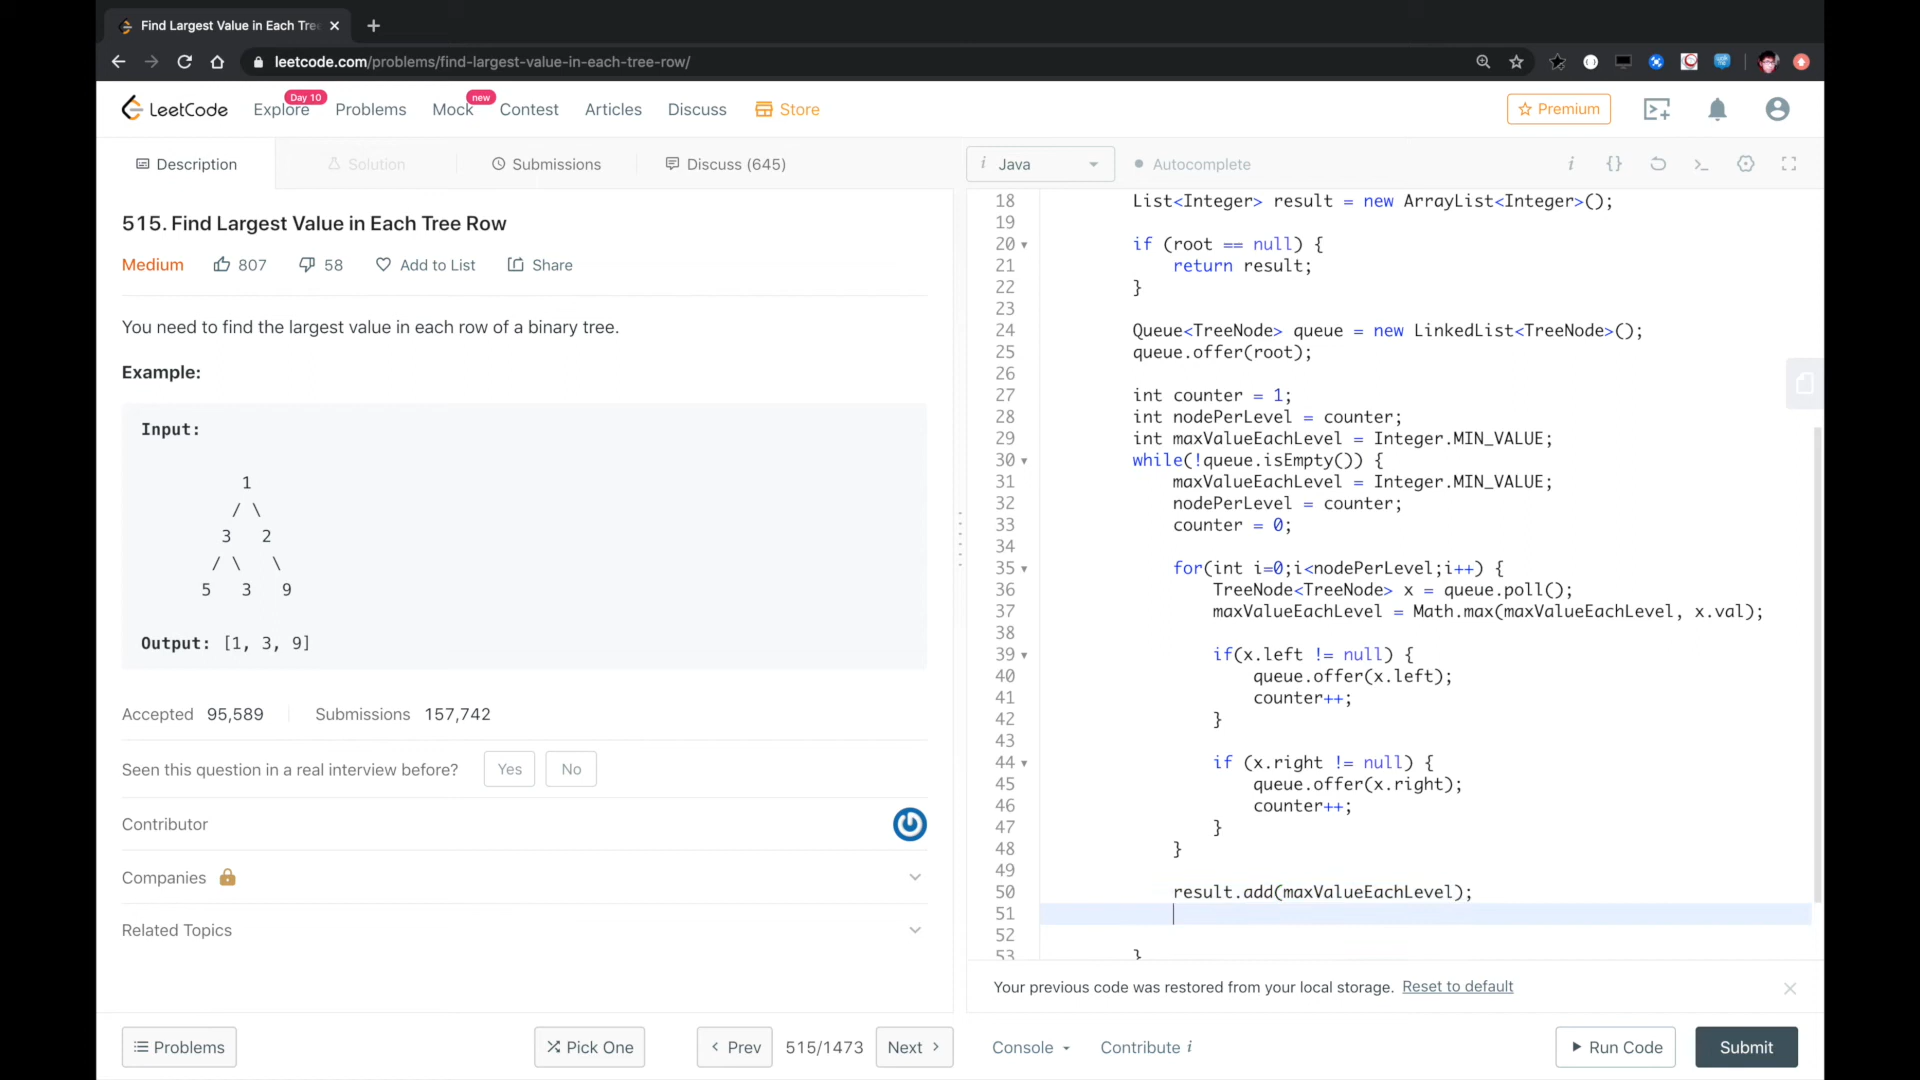 Find Largest Value in Each Tre
leetcode.com/problems/find-largest-value-in-each-tree-row/
LeetCode
Explore
Day 10
Problems
Mock
new
Contest
Articles
Discuss
Store
Premium
Description
Solution
Submissions
Discuss (645)
515. Find Largest Value in Each Tree Row
Medium
807
58
Add to List
Share
You need to find the largest value in each row of a binary tree.
Example:
Input:
1
/ \
3 2
/ \ \
5 3 9
Output: [1, 3, 9]
Accepted 95,589
Submissions 157,742
Seen this question in a real interview before?
Yes
No
Contributor
Companies
Related Topics
Problems
Pick One
Prev
515/1473
Next
i Java
Autocomplete
i
{}
18 List<Integer> result = new ArrayList<Integer>();
19
20 if (root == null) {
21 return result;
22 }
23
24 Queue<TreeNode> queue = new LinkedList<TreeNode>();
25 queue.offer(root);
26
27 int counter = 1;
28 int nodePerLevel = counter;
29 int maxValueEachLevel = Integer.MIN_VALUE;
30 while(!queue.isEmpty()) {
31 maxValueEachLevel = Integer.MIN_VALUE;
32 nodePerLevel = counter;
33 counter = 0;
34
35 for(int i=0;i<nodePerLevel;i++) {
36 TreeNode<TreeNode> x = queue.poll();
37 maxValueEachLevel = Math.max(maxValueEachLevel, x.val);
38
39 if(x.left != null) {
40 queue.offer(x.left);
41 counter++;
42 }
43
44 if (x.right != null) {
45 queue.offer(x.right);
46 counter++;
47 }
48 }
49
50 result.add(maxValueEachLevel);
51
52
53 }
Your previous code was restored from your local storage. Reset to default
Console
Contribute i
Run Code
Submit